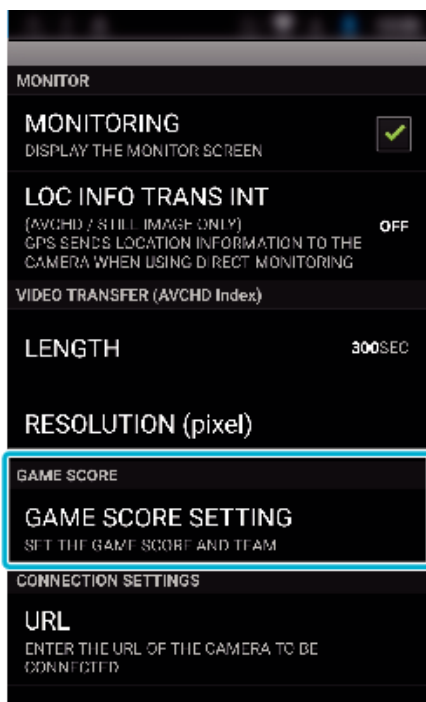 MONITOR
MONITORING
DISPLAY THE MONITOR SCREEN
LOC INFO TRANS INT
(AVCHD / STILL IMAGE ONLY)
OFF
GPS SENDS LOCATION INFORMATION TO THE
CAMERA WHEN USING DIRECT MONITORING
VIDEO TRANSFER (AVCHD Index)
LENGTH
300SEC
RESOLUTION (pixel)
GAME SCORE
GAME SCORE SETTING
SET THE GAME SCORE AND TEAM
CONNECTION SETTINGS
URL
ENTER THE URL OF THE CAMERA TO BE
CONNECTED